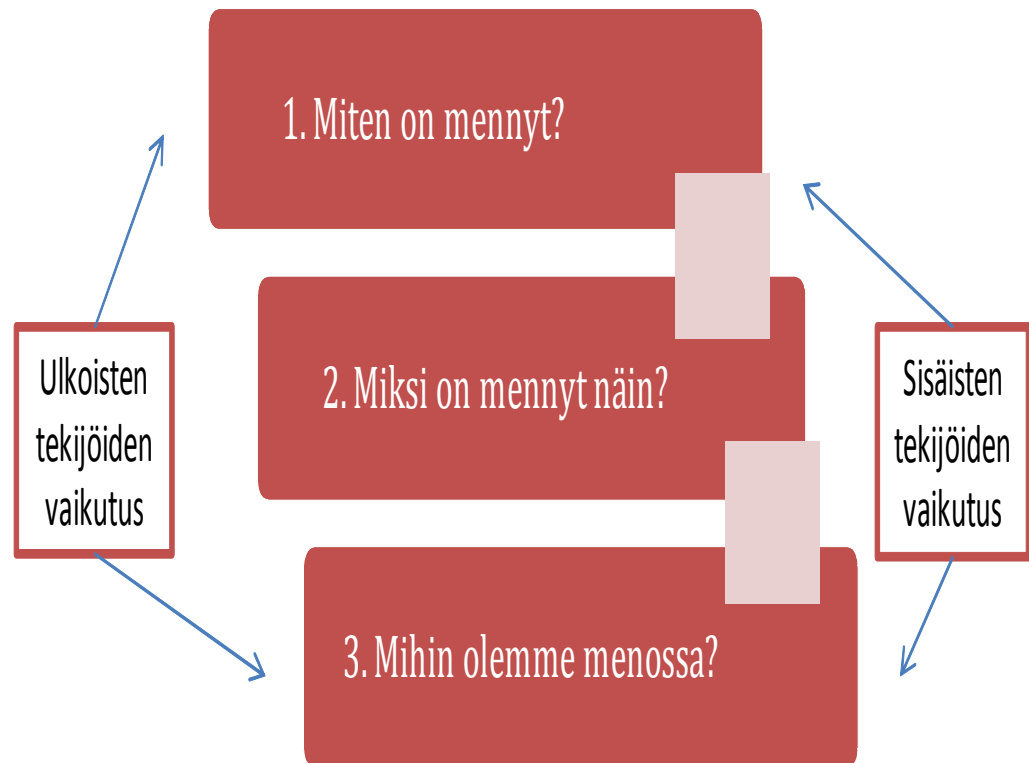 1. Miten on mennyt?
2. Miksi on mennyt näin?
3. Mihin olemme menossa?
Ulkoisten
tekijöiden
vaikutus
Sisäisten
tekijöiden
vaikutus